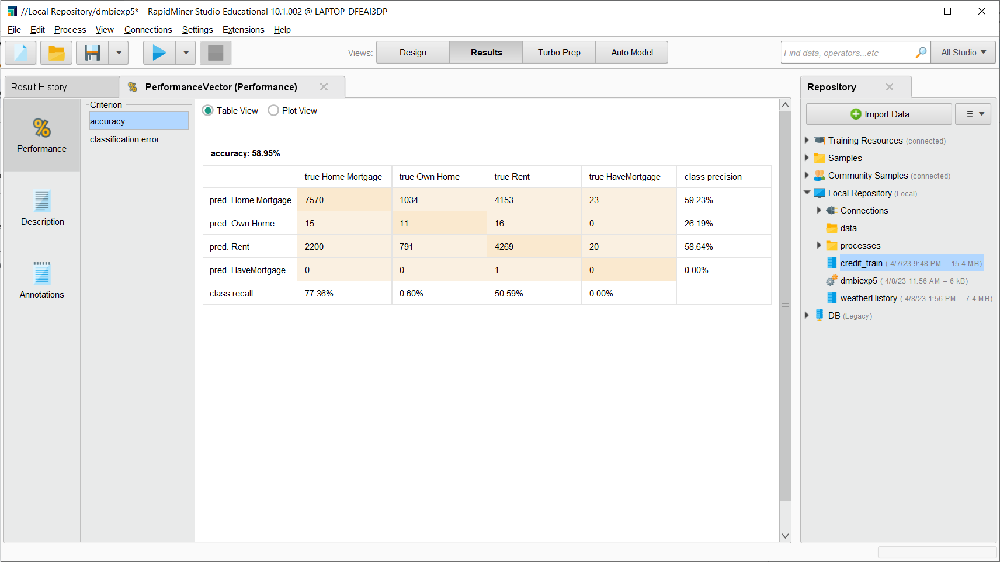 //Local Repository/dmbiexp5* – RapidMiner Studio Educational 10.1.002 @ LAPTOP-DFEAI3DP
File Edit Process View Connections Settings Extensions Help
Views: Design Results Turbo Prep Auto Model
Find data, operators...etc
All Studio
Result History
PerformanceVector (Performance)
Performance
Description
Annotations
Criterion
accuracy
classification error
Table View Plot View
accuracy: 58.95%
true Home Mortgage true Own Home true Rent true HaveMortgage class precision
pred. Home Mortgage 7570 1034 4153 23 59.23%
pred. Own Home 15 11 16 0 26.19%
pred. Rent 2200 791 4269 20 58.64%
pred. HaveMortgage 0 0 1 0 0.00%
class recall 77.36% 0.60% 50.59% 0.00%
Repository
Import Data
Training Resources (connected)
Samples
Community Samples (connected)
Local Repository (Local)
Connections
data
processes
credit_train ( 4/7/23 9:48 PM – 15.4 MB)
dmbiexp5 ( 4/8/23 11:56 AM – 6 kB)
weatherHistory ( 4/8/23 1:56 PM – 7.4 MB)
DB (Legacy)